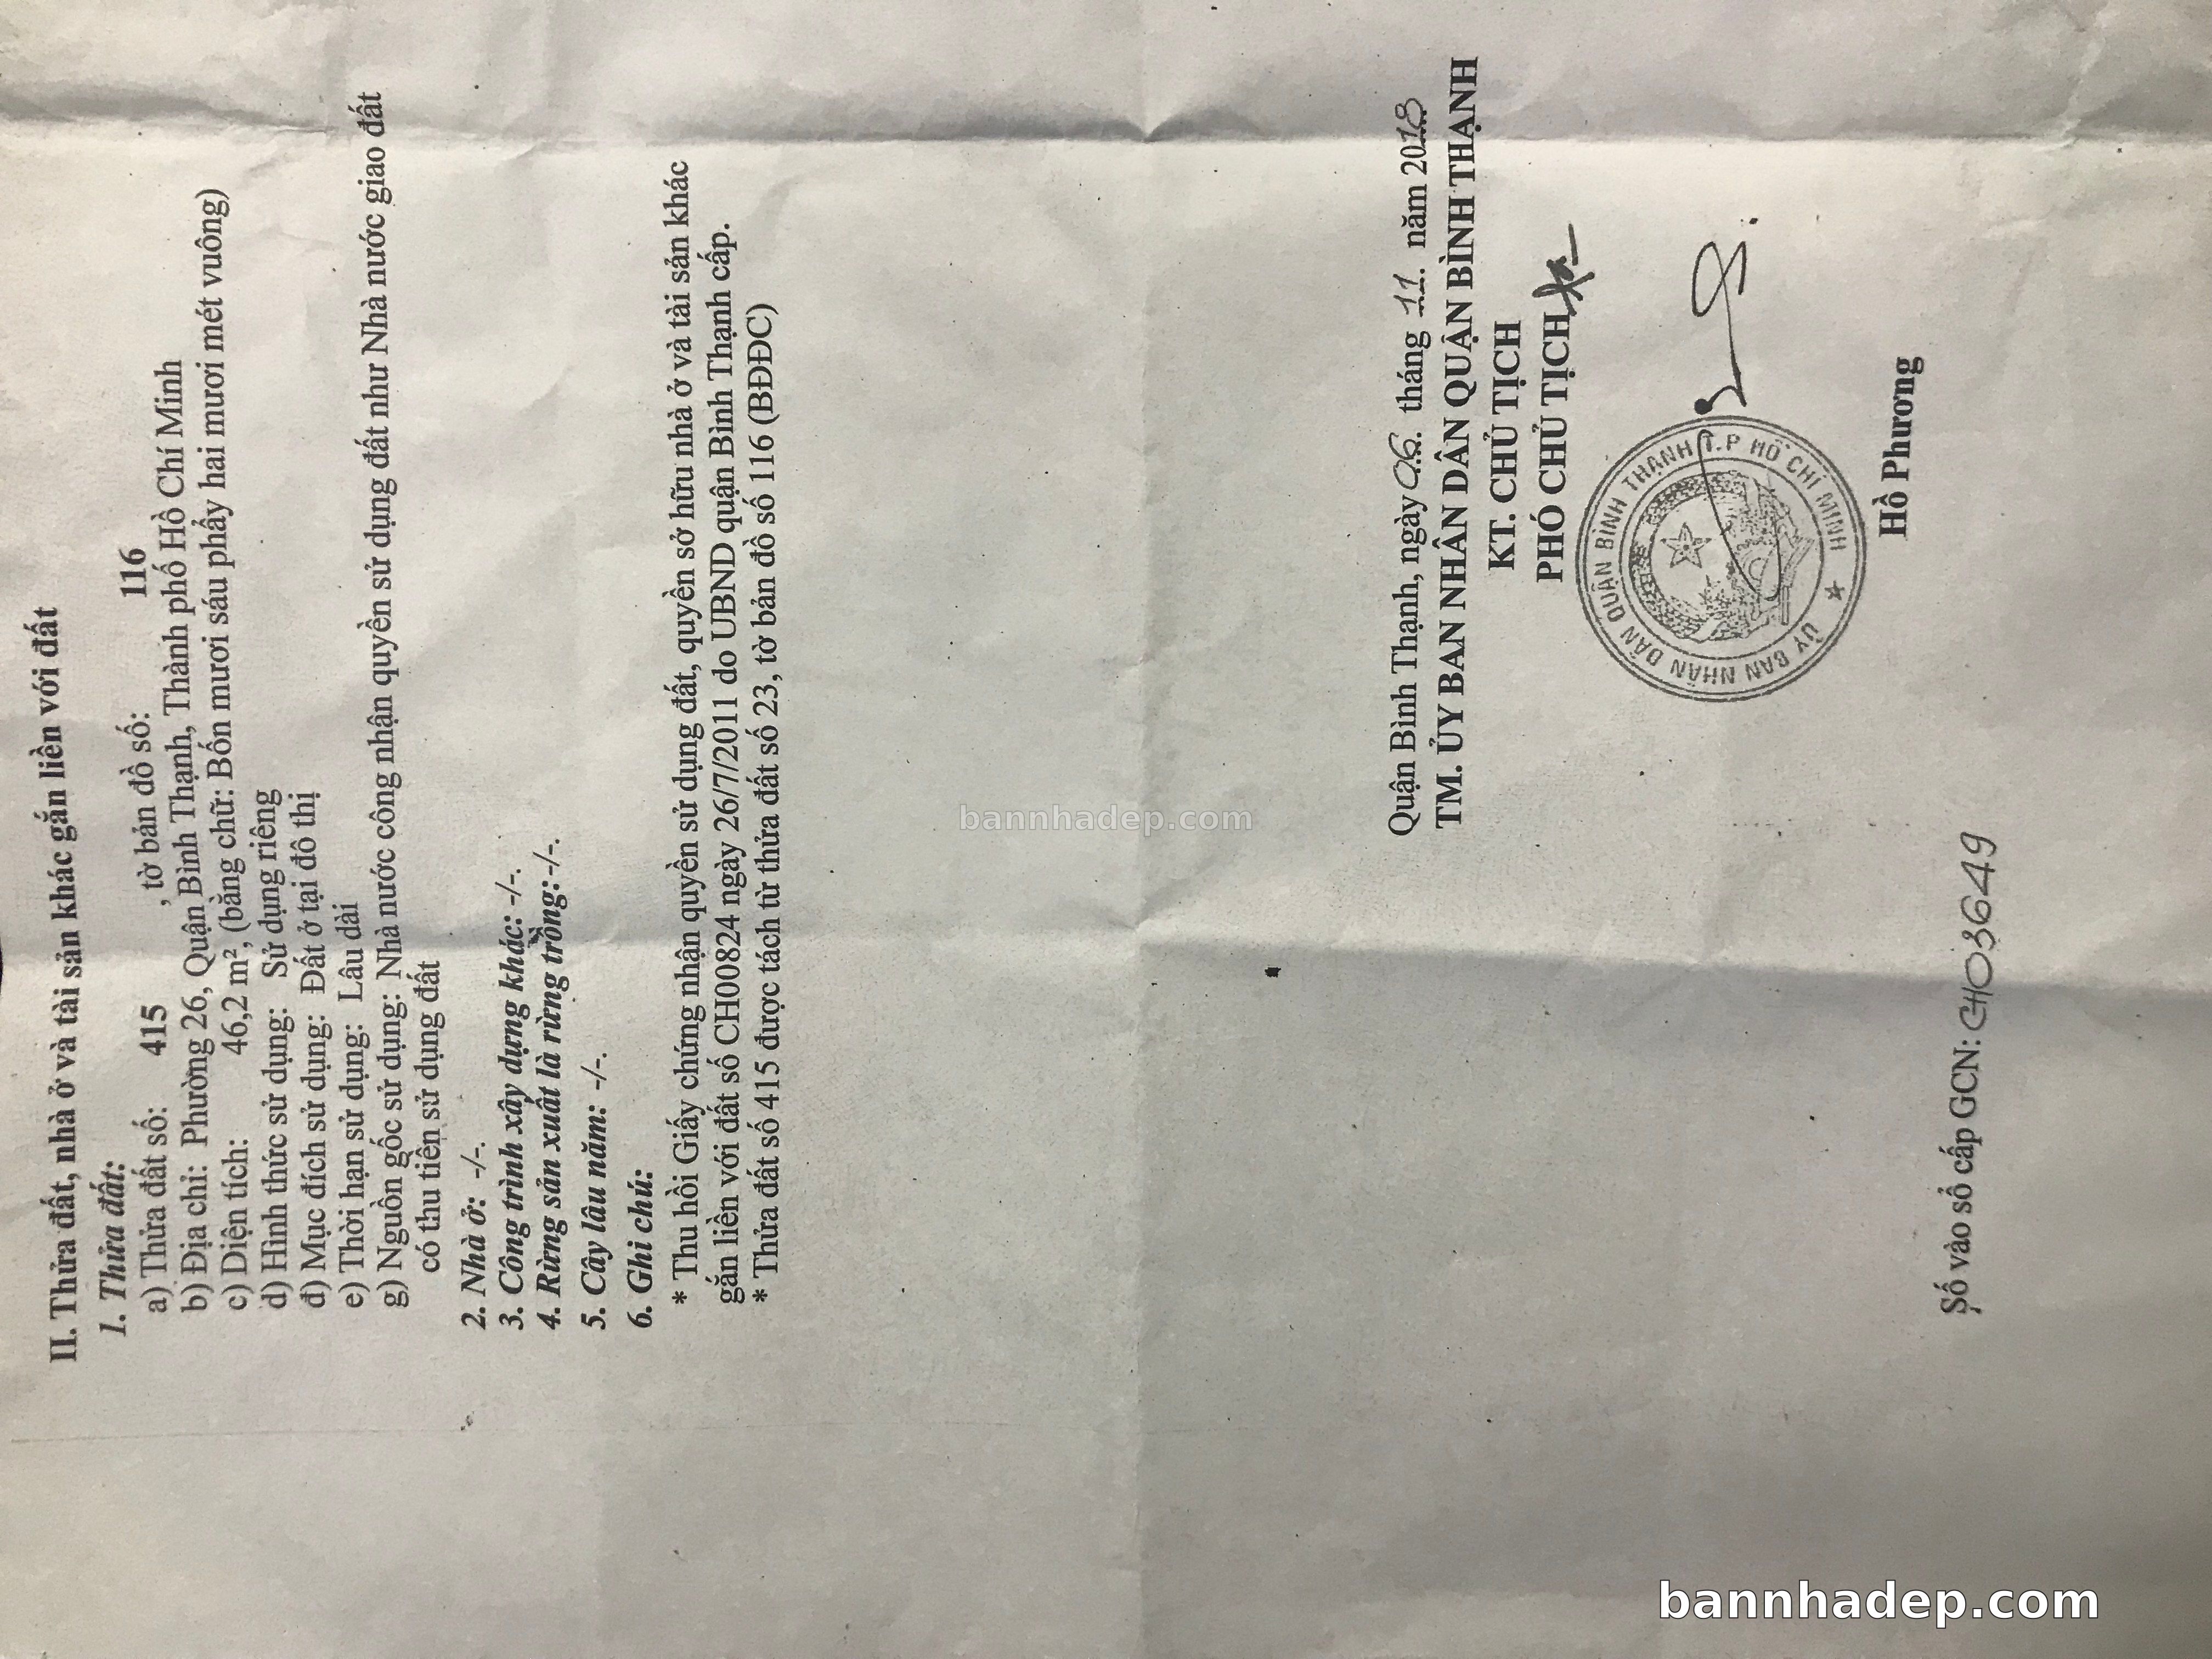 II. Thửa đất, nhà ở và tài sản khác gắn liền với đất
1. Thửa đất:
a) Thửa đất số: 415 , tờ bản đồ số: 116
b) Địa chỉ: Phường 26, Quận Bình Thạnh, Thành phố Hồ Chí Minh
c) Diện tích: 46,2 m², (bằng chữ: Bốn mươi sáu phẩy hai mươi mét vuông)
d) Hình thức sử dụng: Sử dụng riêng
đ) Mục đích sử dụng: Đất ở tại đô thị
e) Thời hạn sử dụng: Lâu dài
g) Nguồn gốc sử dụng: Nhà nước công nhận quyền sử dụng đất như Nhà nước giao đất
có thu tiền sử dụng đất
2. Nhà ở: -/-.
3. Công trình xây dựng khác: -/-.
4. Rừng sản xuất là rừng trồng: -/-.
5. Cây lâu năm: -/-.
6. Ghi chú:
* Thu hồi Giấy chứng nhận quyền sử dụng đất, quyền sở hữu nhà ở và tài sản khác
gắn liền với đất số CH00824 ngày 26/7/2011 do UBND quận Bình Thạnh cấp.
* Thửa đất số 415 được tách từ thửa đất số 23, tờ bản đồ số 116 (BĐĐC)
Quận Bình Thạnh, ngày 06 tháng 11 năm 2018
TM. ỦY BAN NHÂN DÂN QUẬN BÌNH THẠNH
KT. CHỦ TỊCH
PHÓ CHỦ TỊCH
ỦY BAN NHÂN DÂN QUẬN BÌNH THẠNH T.P HỒ CHÍ MINH ★
Hồ Phương
Số vào sổ cấp GCN: CH03649
bannhadep.com
bannhadep.com